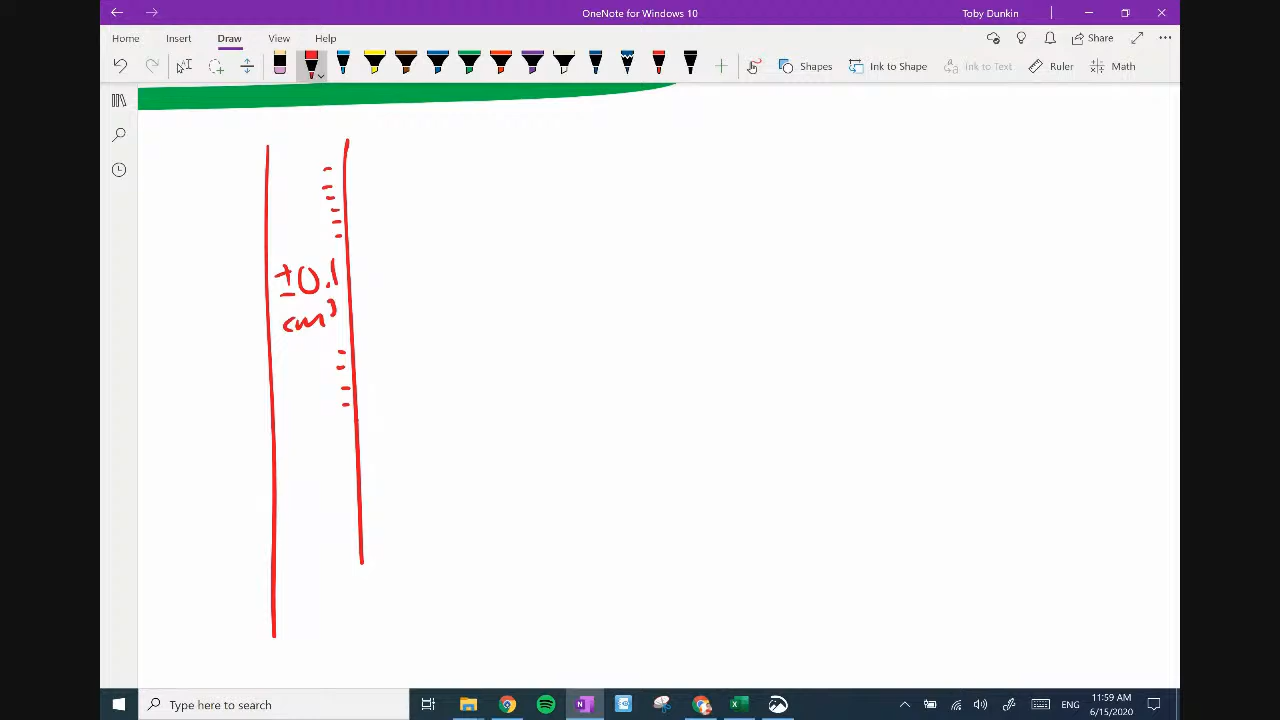 OneNote for Windows 10
Toby Dunkin
Home Insert Draw View Help
Share
Shapes Ink to Shape Ink to Text Ruler Math
±0.1
cm³
Type here to search
ENG
11:59 AM
6/15/2020